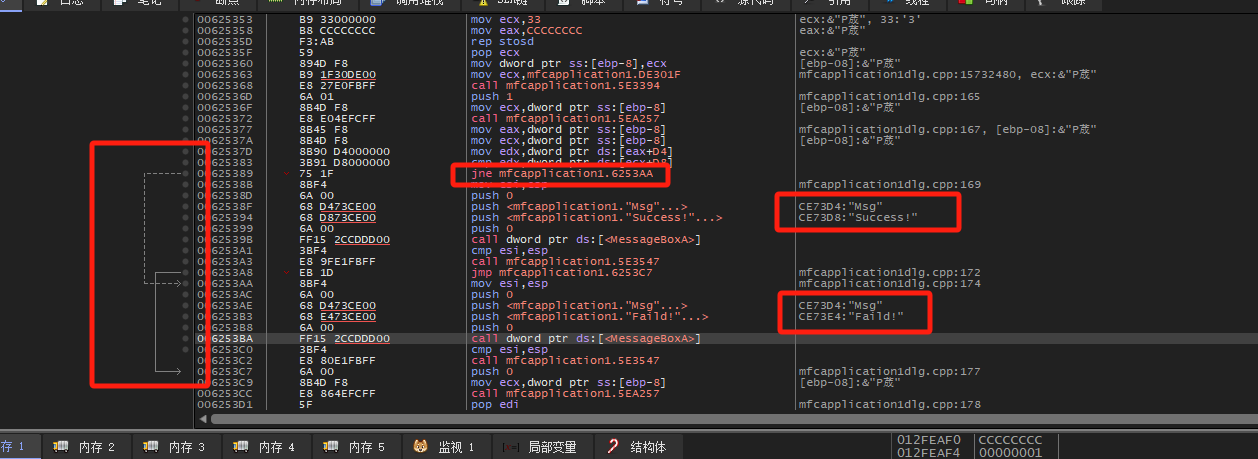 日志 笔记 断点 内存布局 调用堆栈 SEH链 脚本 符号 源代码 引用 线程 句柄 跟踪
00625353 B9 33000000 mov ecx,33 ecx:&"P蒇", 33:'3'
00625358 B8 CCCCCCCC mov eax,CCCCCCCC eax:&"P蒇"
0062535D F3:AB rep stosd
0062535F 59 pop ecx ecx:&"P蒇"
00625360 894D F8 mov dword ptr ss:[ebp-8],ecx [ebp-08]:&"P蒇"
00625363 B9 1F30DE00 mov ecx,mfcapplication1.DE301F mfcapplication1dlg.cpp:15732480, ecx:&"P蒇"
00625368 E8 27E0FBFF call mfcapplication1.5E3394
0062536D 6A 01 push 1 mfcapplication1dlg.cpp:165
0062536F 8B4D F8 mov ecx,dword ptr ss:[ebp-8] [ebp-08]:&"P蒇"
00625372 E8 E04EFCFF call mfcapplication1.5EA257
00625377 8B45 F8 mov eax,dword ptr ss:[ebp-8] mfcapplication1dlg.cpp:167, [ebp-08]:&"P蒇"
0062537A 8B4D F8 mov ecx,dword ptr ss:[ebp-8] [ebp-08]:&"P蒇"
0062537D 8B90 D4000000 mov edx,dword ptr ds:[eax+D4]
00625383 3B91 D8000000 cmp edx,dword ptr ds:[ecx+D8]
00625389 75 1F jne mfcapplication1.6253AA
0062538B 8BF4 mov esi,esp mfcapplication1dlg.cpp:169
0062538D 6A 00 push 0
0062538F 68 D473CE00 push <mfcapplication1."Msg"...> CE73D4:"Msg"
00625394 68 D873CE00 push <mfcapplication1."Success!"...> CE73D8:"Success!"
00625399 6A 00 push 0
0062539B FF15 2CCDDD00 call dword ptr ds:[<MessageBoxA>]
006253A1 3BF4 cmp esi,esp
006253A3 E8 9FE1FBFF call mfcapplication1.5E3547
006253A8 EB 1D jmp mfcapplication1.6253C7 mfcapplication1dlg.cpp:172
006253AA 8BF4 mov esi,esp mfcapplication1dlg.cpp:174
006253AC 6A 00 push 0
006253AE 68 D473CE00 push <mfcapplication1."Msg"...> CE73D4:"Msg"
006253B3 68 E473CE00 push <mfcapplication1."Faild!"...> CE73E4:"Faild!"
006253B8 6A 00 push 0
006253BA FF15 2CCDDD00 call dword ptr ds:[<MessageBoxA>]
006253C0 3BF4 cmp esi,esp
006253C2 E8 80E1FBFF call mfcapplication1.5E3547
006253C7 6A 00 push 0 mfcapplication1dlg.cpp:177
006253C9 8B4D F8 mov ecx,dword ptr ss:[ebp-8] [ebp-08]:&"P蒇"
006253CC E8 864EFCFF call mfcapplication1.5EA257
006253D1 5F pop edi mfcapplication1dlg.cpp:178
存 1 内存 2 内存 3 内存 4 内存 5 监视 1 局部变量 结构体
012FEAF0 CCCCCCCC
012FEAF4 00000001